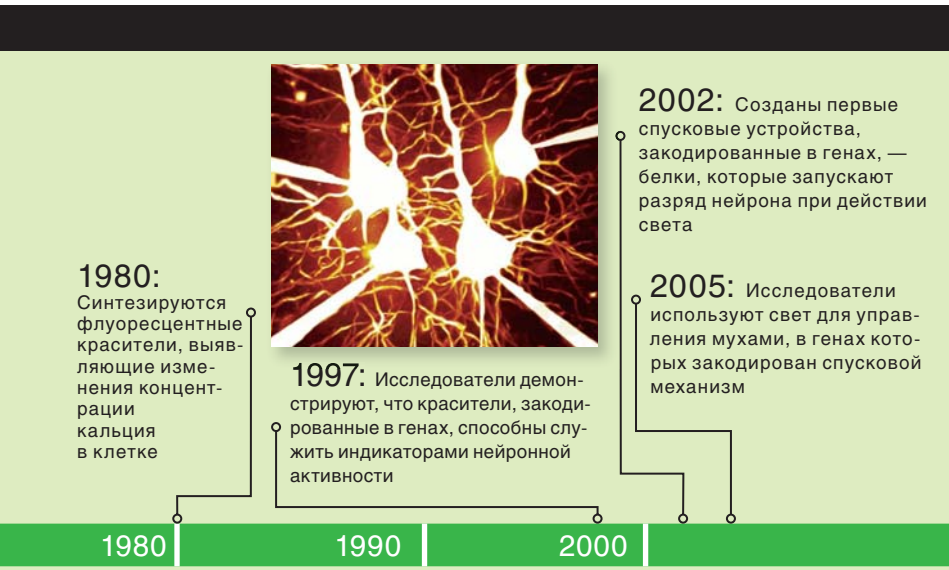 1980:
Синтезируются
флуоресцентные
красители, выяв-
ляющие изме-
нения концент-
рации
кальция
в клетке
1997: Исследователи демон-
стрируют, что красители, закоди-
рованные в генах, способны слу-
жить индикаторами нейронной
активности
2002: Созданы первые
спусковые устройства,
закодированные в генах, —
белки, которые запускают
разряд нейрона при действии
света
2005: Исследователи
используют свет для управ-
ления мухами, в генах кото-
рых закодирован спусковой
механизм
1980 1990 2000